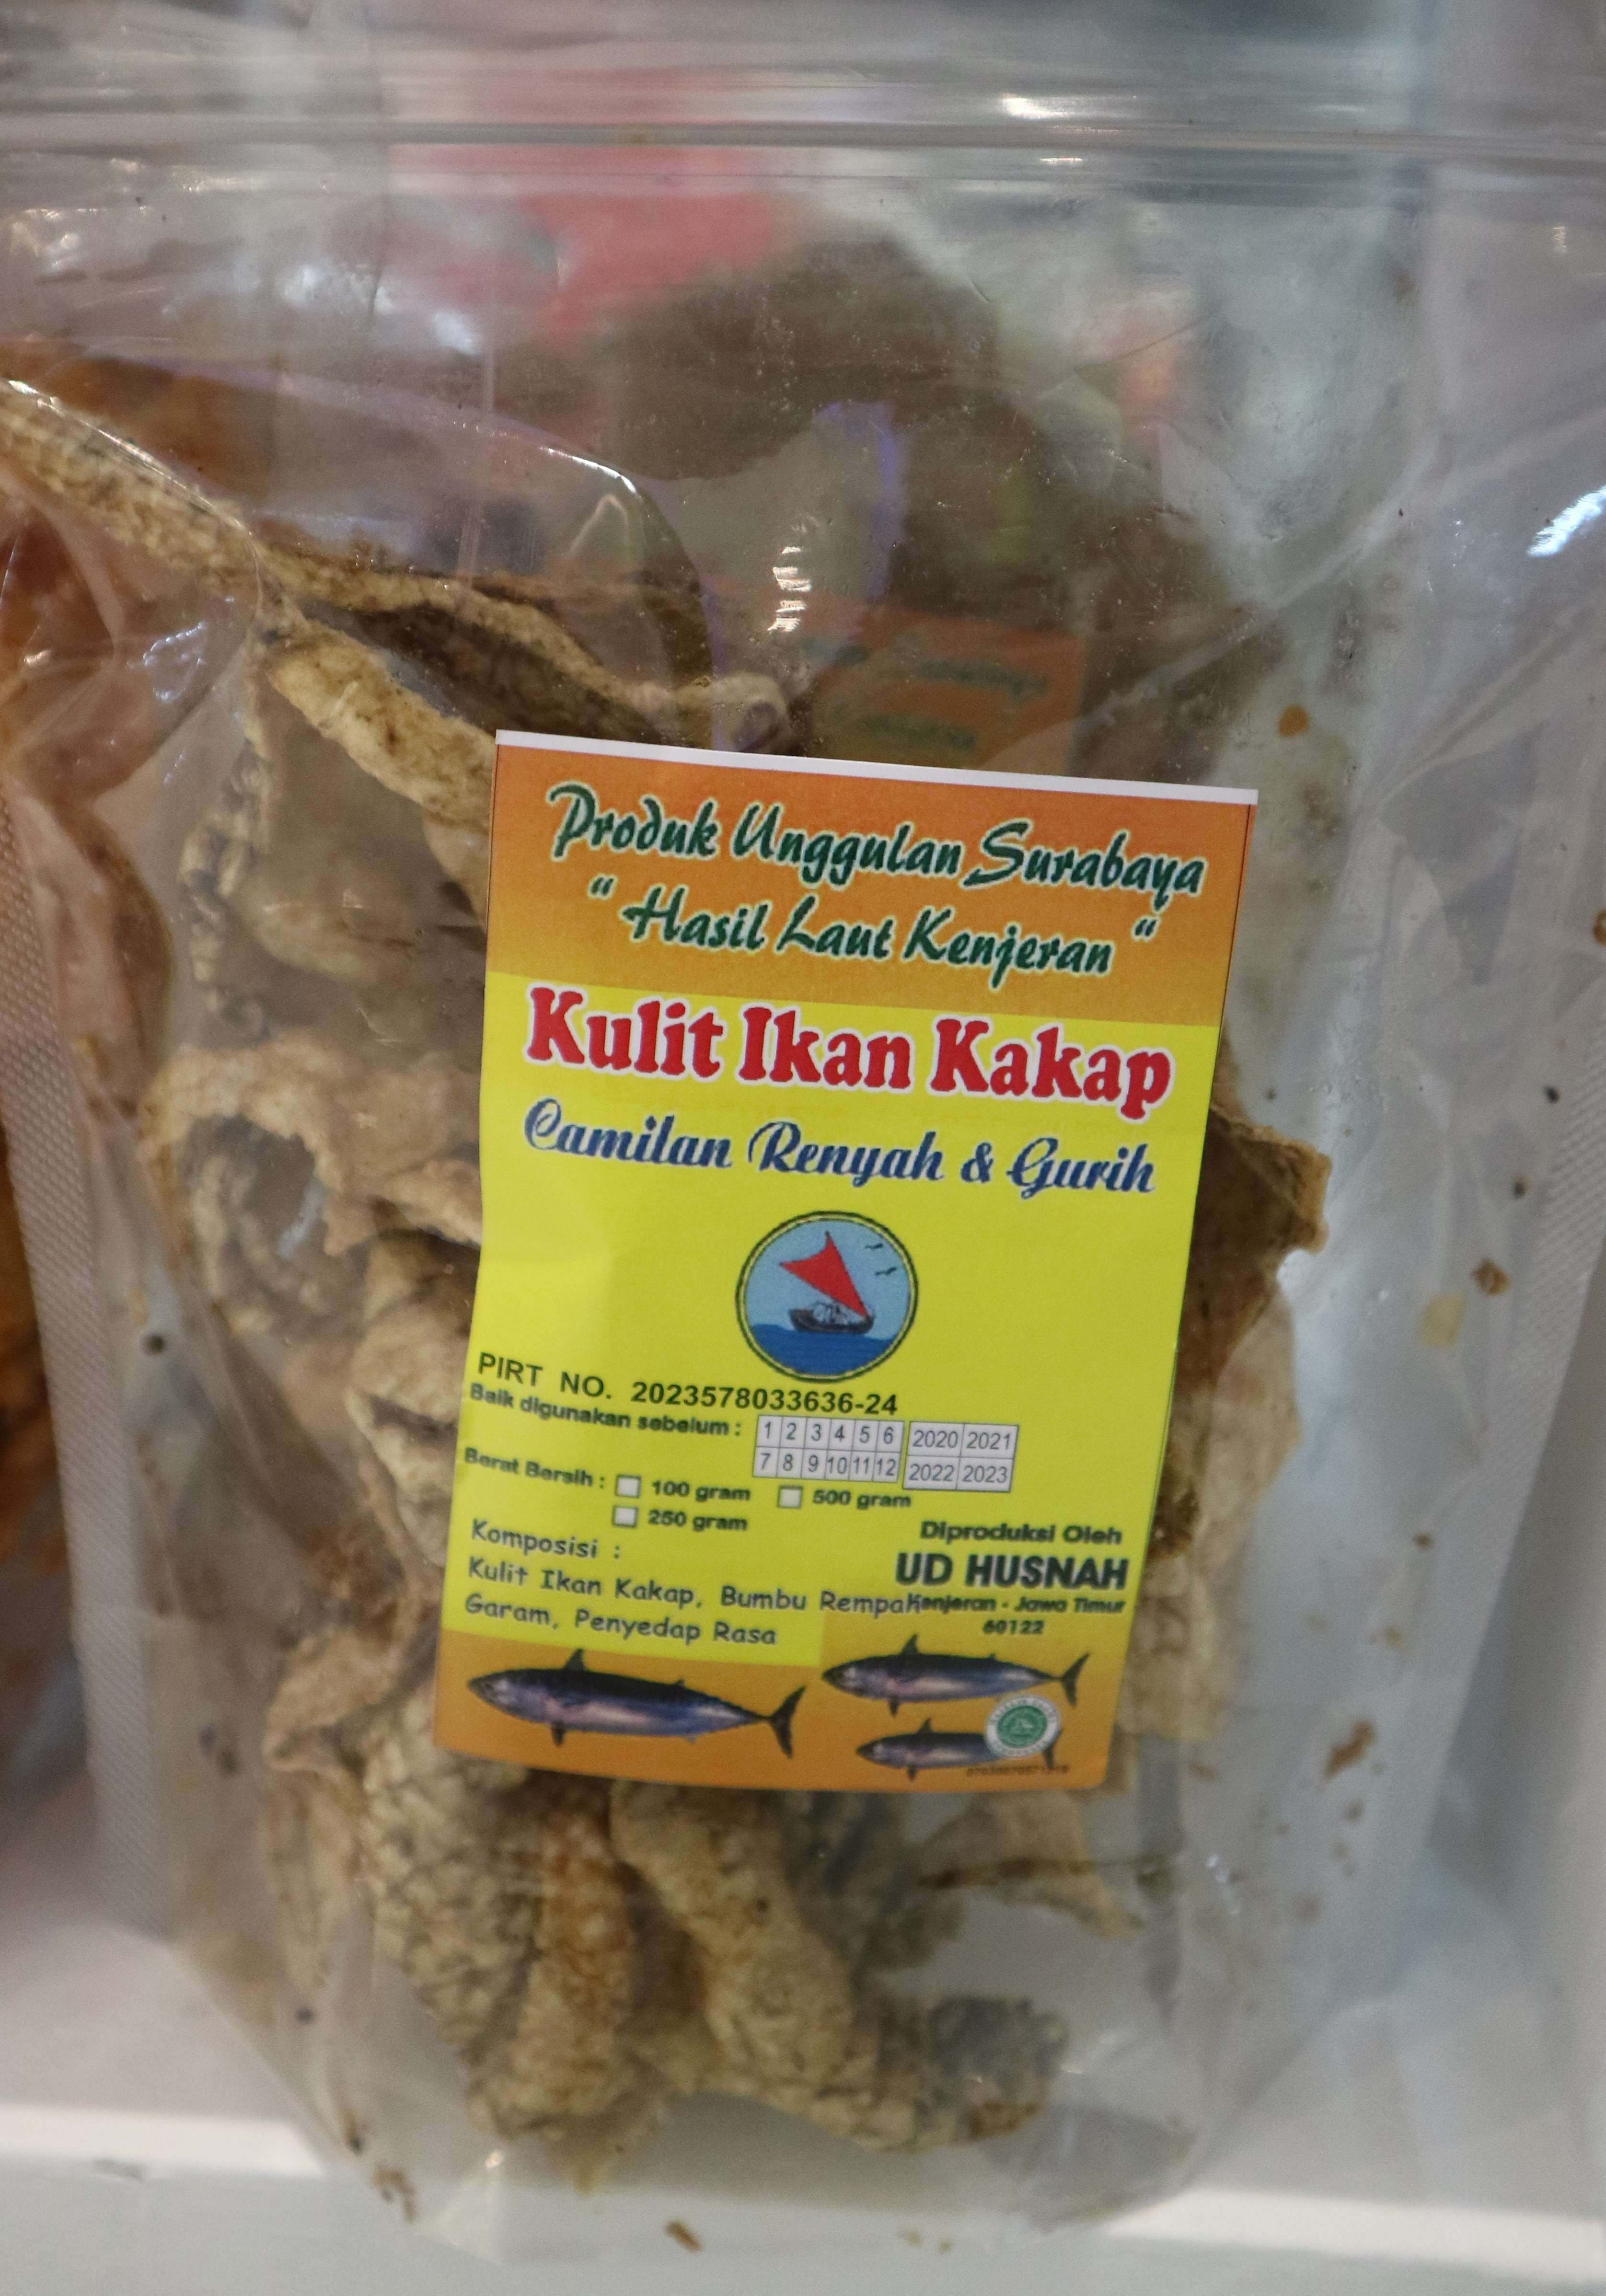 Produk Unggulan Surabaya
“ Hasil Laut Kenjeran “
Kulit Ikan Kakap
Camilan Renyah & Gurih
PIRT NO. 2023578033636-24
Baik digunakan sebelum :
1 2 3 4 5 6 2020 2021
7 8 9 10 11 12 2022 2023
Berat Bersih : 100 gram 500 gram
250 gram
Komposisi :
Kulit Ikan Kakap, Bumbu Rempah
Garam, Penyedap Rasa
Diproduksi Oleh
UD HUSNAH
Kenjeran - Jawa Timur
60122